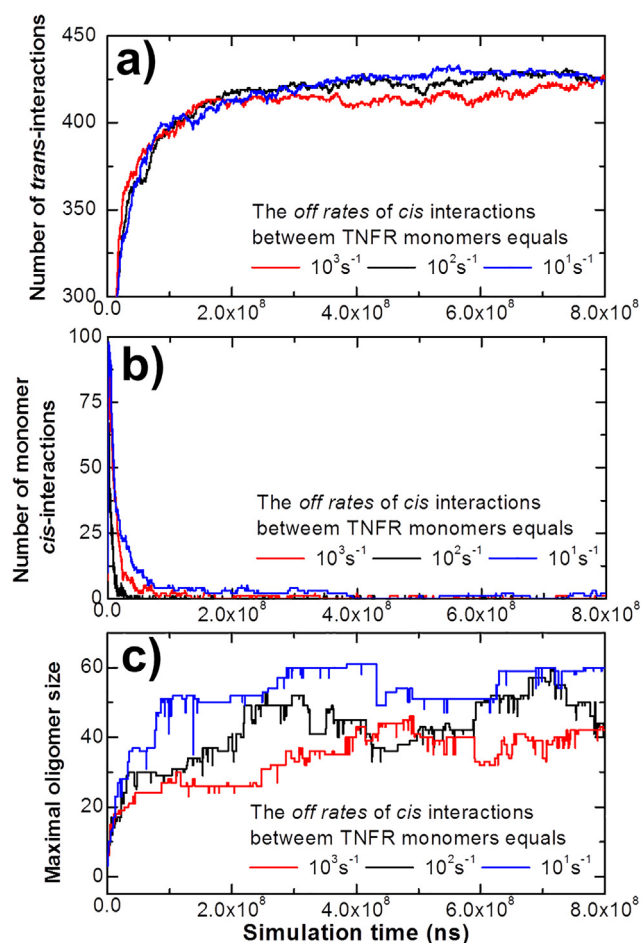 450
400
350
300
Number of trans-interactions
a)
The off rates of cis interactions
betweem TNFR monomers equals
10³s⁻¹ 10²s⁻¹ 10¹s⁻¹
0.0 2.0x10⁸ 4.0x10⁸ 6.0x10⁸ 8.0x10⁸
100
75
50
25
0
Number of monomer
cis-interactions
b)
The off rates of cis interactions
betweem TNFR monomers equals
10³s⁻¹ 10²s⁻¹ 10¹s⁻¹
0.0 2.0x10⁸ 4.0x10⁸ 6.0x10⁸ 8.0x10⁸
60
40
20
0
Maximal oligomer size
c)
The off rates of cis interactions
betweem TNFR monomers equals
10³s⁻¹ 10²s⁻¹ 10¹s⁻¹
0.0 2.0x10⁸ 4.0x10⁸ 6.0x10⁸ 8.0x10⁸
Simulation time (ns)